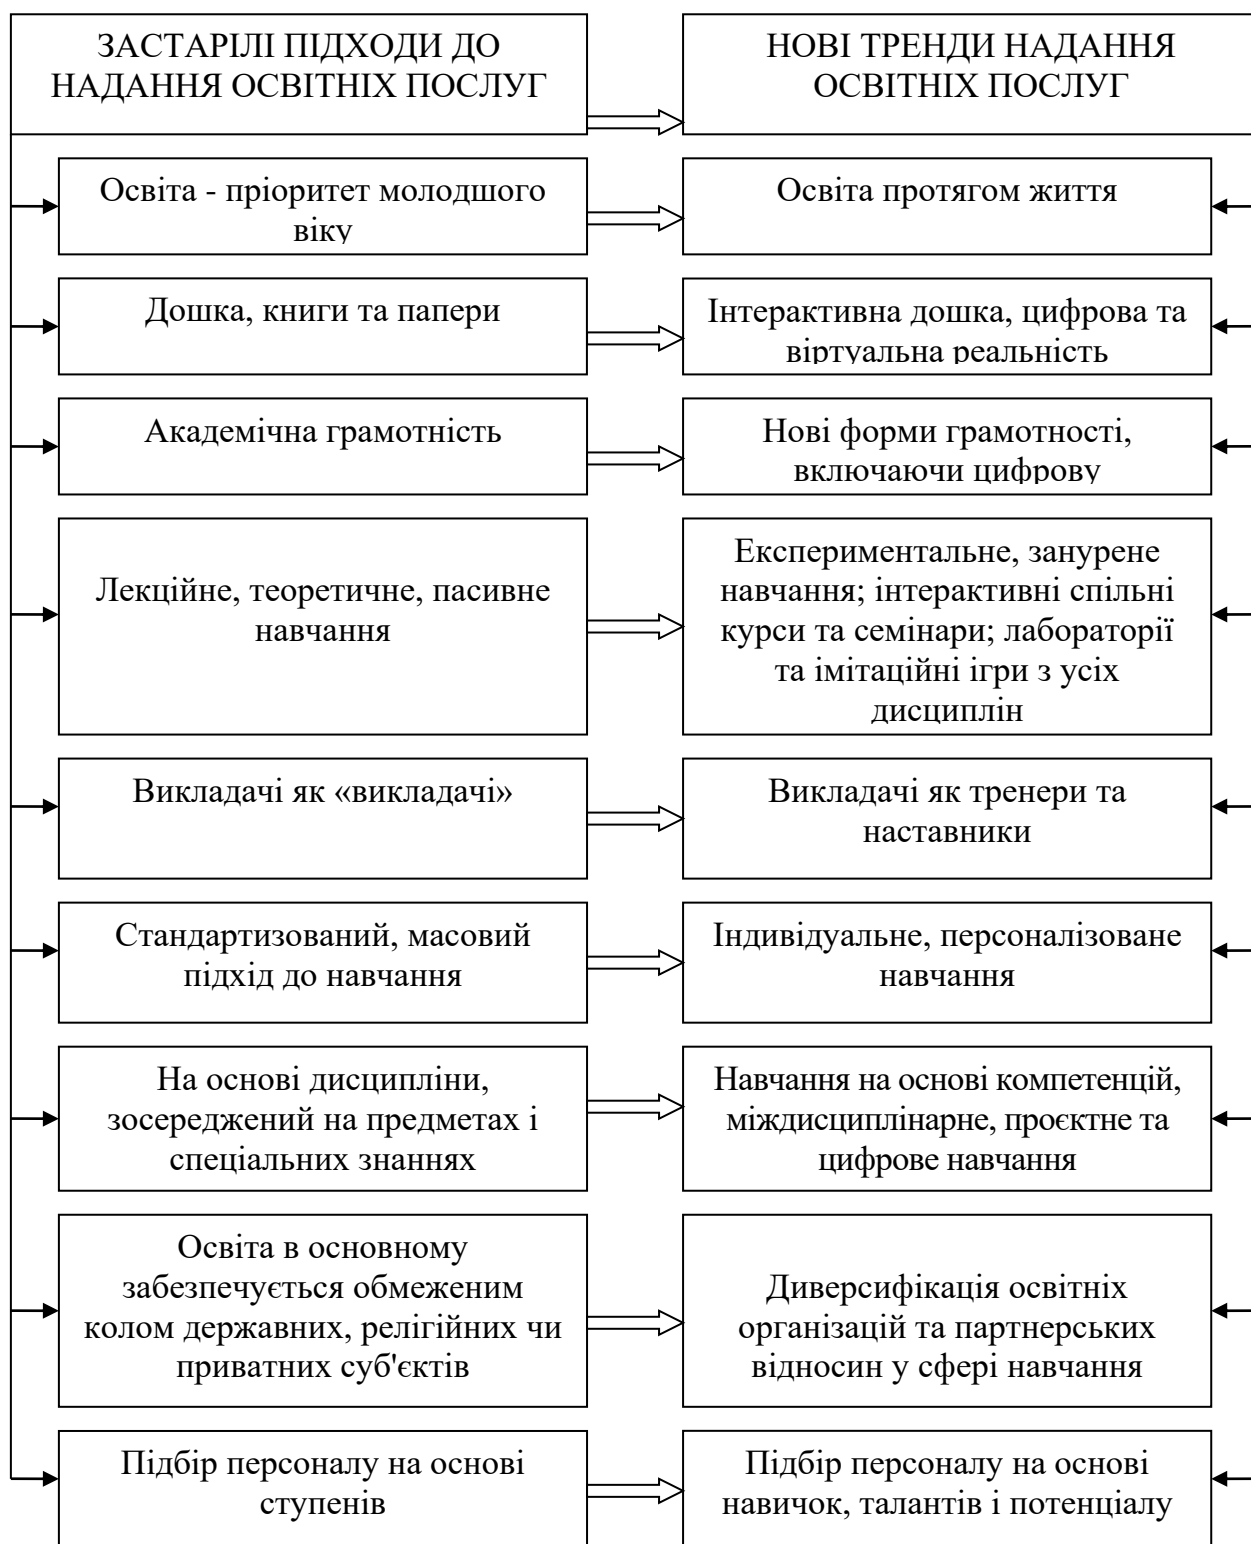 ЗАСТАРІЛІ ПІДХОДИ ДО
НАДАННЯ ОСВІТНІХ ПОСЛУГ
НОВІ ТРЕНДИ НАДАННЯ
ОСВІТНІХ ПОСЛУГ
Освіта - пріоритет молодшого
віку
Освіта протягом життя
Дошка, книги та папери
Інтерактивна дошка, цифрова та
віртуальна реальність
Академічна грамотність
Нові форми грамотності,
включаючи цифрову
Лекційне, теоретичне, пасивне
навчання
Експериментальне, занурене
навчання; інтерактивні спільні
курси та семінари; лабораторії
та імітаційні ігри з усіх
дисциплін
Викладачі як «викладачі»
Викладачі як тренери та
наставники
Стандартизований, масовий
підхід до навчання
Індивідуальне, персоналізоване
навчання
На основі дисципліни,
зосереджений на предметах і
спеціальних знаннях
Навчання на основі компетенцій,
міждисциплінарне, проєктне та
цифрове навчання
Освіта в основному
забезпечується обмеженим
колом державних, релігійних чи
приватних суб'єктів
Диверсифікація освітніх
організацій та партнерських
відносин у сфері навчання
Підбір персоналу на основі
ступенів
Підбір персоналу на основі
навичок, талантів і потенціалу